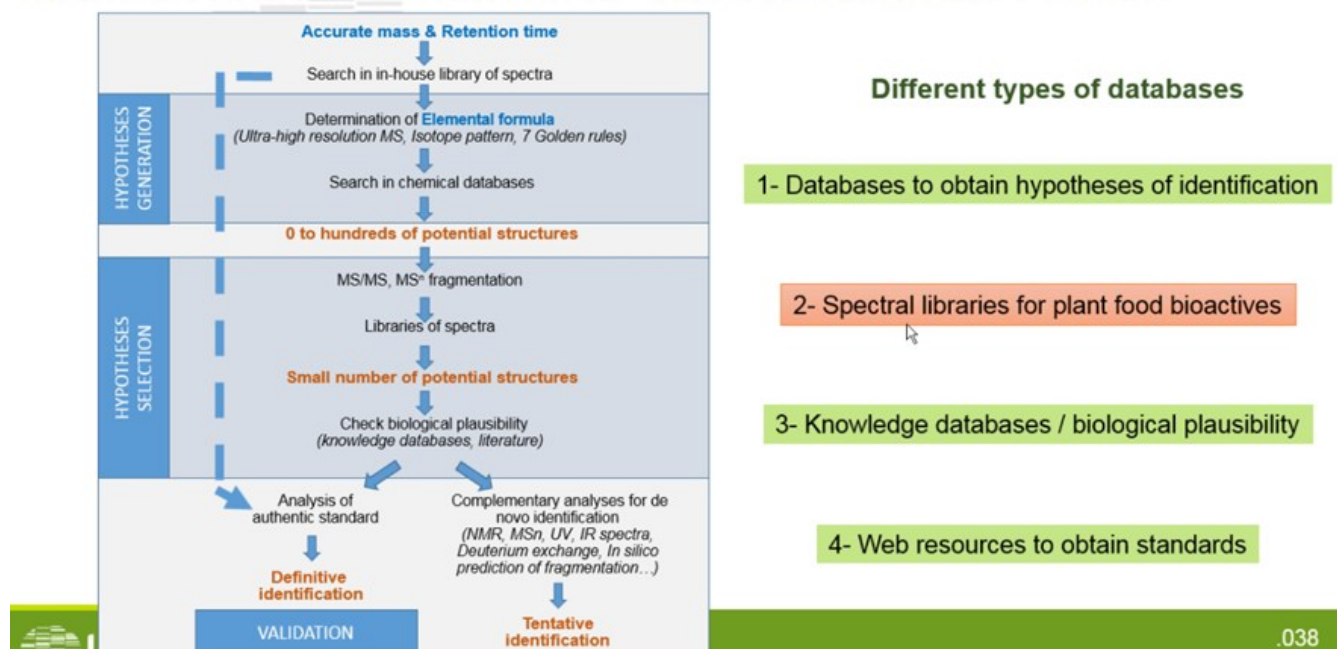 Accurate mass & Retention time
Search in in-house library of spectra
HYPOTHESES
GENERATION
Determination of Elemental formula
(Ultra-high resolution MS, Isotope pattern, 7 Golden rules)
Search in chemical databases
0 to hundreds of potential structures
HYPOTHESES
SELECTION
MS/MS, MSⁿ fragmentation
Libraries of spectra
Small number of potential structures
Check biological plausibility
(knowledge databases, literature)
Analysis of
authentic standard
Definitive
identification
VALIDATION
Complementary analyses for de
novo identification
(NMR, MSn, UV, IR spectra,
Deuterium exchange, In silico
prediction of fragmentation…)
Tentative
identification
Different types of databases
1- Databases to obtain hypotheses of identification
2- Spectral libraries for plant food bioactives
3- Knowledge databases / biological plausibility
4- Web resources to obtain standards
.038